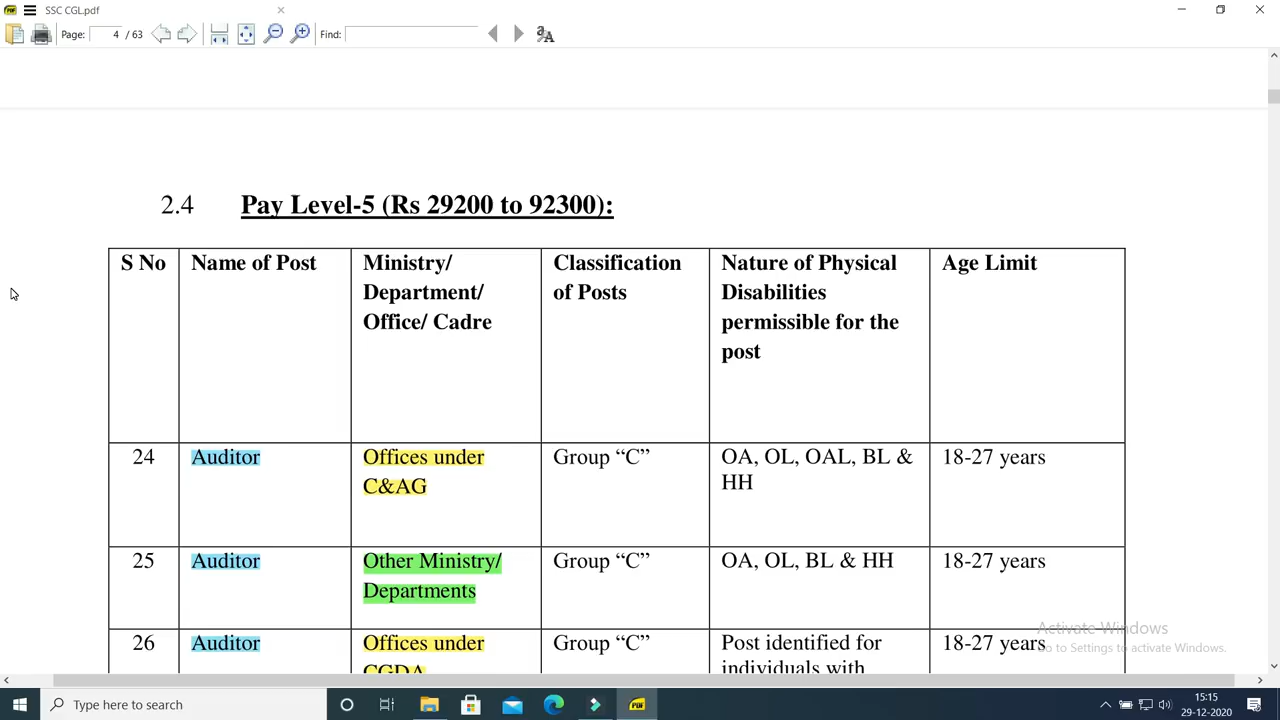 SSC CGL.pdf
Page: 4 / 63 Find:
2.4 Pay Level-5 (Rs 29200 to 92300):
S No Name of Post Ministry/ Classification Nature of Physical Age Limit
Department/ of Posts Disabilities
Office/ Cadre permissible for the
post
24 Auditor Offices under Group “C” OA, OL, OAL, BL & 18-27 years
C&AG HH
25 Auditor Other Ministry/ Group “C” OA, OL, BL & HH 18-27 years
Departments
26 Auditor Offices under Group “C” Post identified for 18-27 years
CGDA individuals with
Activate Windows
Go to Settings to activate Windows.
Type here to search
15:15
29-12-2020